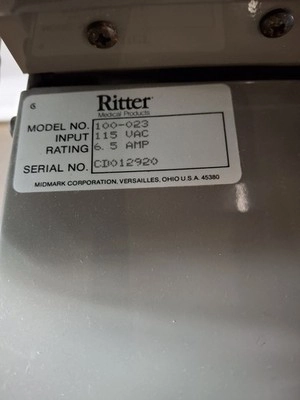 6
Ritter
Medical Products
MODEL NO. 100-023
INPUT 115 VAC
RATING 6.5 AMP
SERIAL NO. CD012920
MIDMARK CORPORATION, VERSAILLES, OHIO U.S.A. 45380